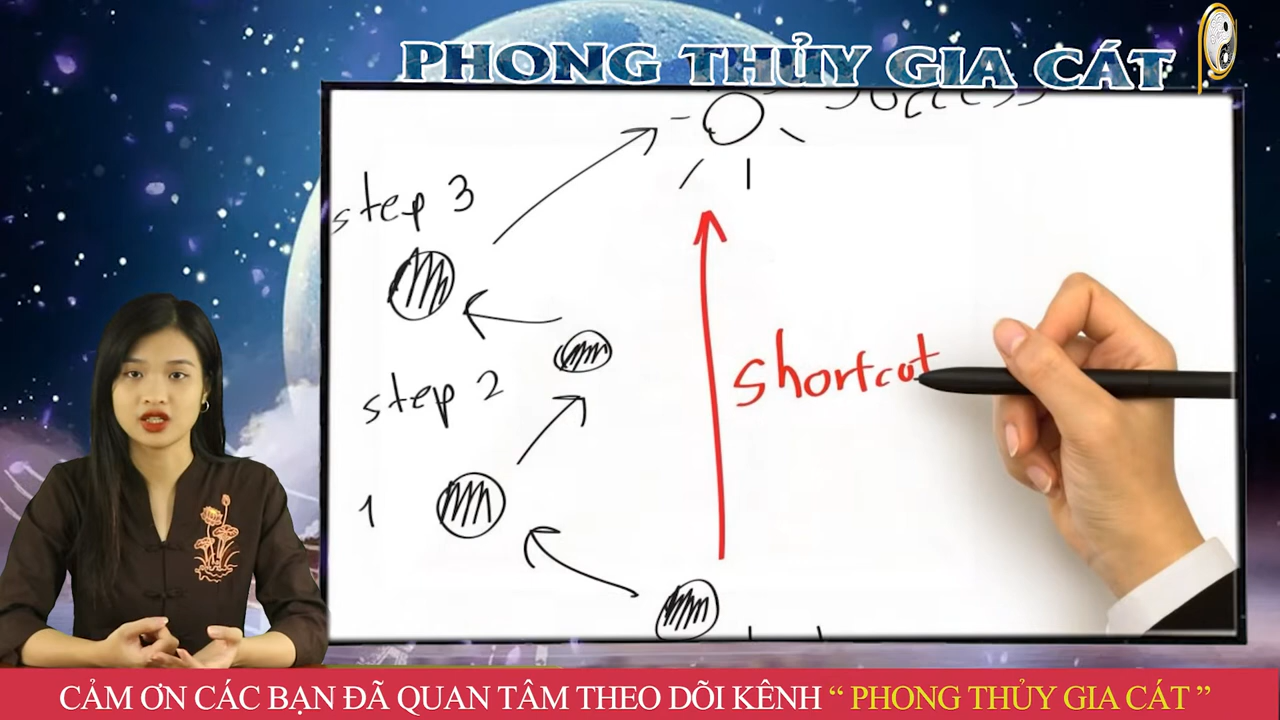 PHONG THỦY GIA CÁT
success
step 3
shortcut
step 2
1
CẢM ƠN CÁC BẠN ĐÃ QUAN TÂM THEO DÕI KÊNH “ PHONG THỦY GIA CÁT ”